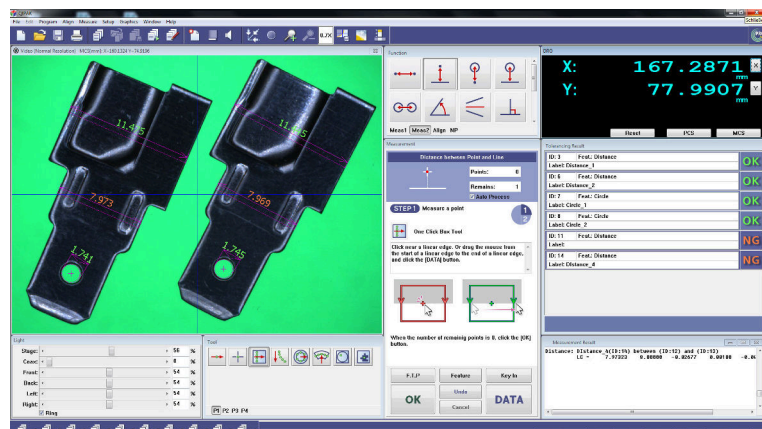 File Edit Program Align Measure Setup Graphics Window Help
Video (Normal Resolution)
11.415
7.973
7.969
1.741
1.745
Light
Stage: 56 %
Coax: 0 %
Front: 54 %
Back: 54 %
Left: 54 %
Right: 54 %
Ring
Tool
P1 P2 P3 P4
Function
Meas1 Meas2 Align MP
Measurement
Distance between Point and Line
Points: 0
Remains: 1
Auto Process
STEP1 Measure a point
1
2
One Click Box Tool
Click near a linear edge. Or drag the mouse from
the start of a linear edge to the end of a linear edge,
and click the [DATA] button.
When the number of remaining points is 0, click the [OK]
button.
F.T.P Feature Key In
OK Undo DATA
Cancel
DRO
X: 167.2871 X
mm
Y: 77.9907 Y
mm
Reset PCS MCS
Tolerancing Result
ID: 3 Feat.: Distance
Label: Distance_1 OK
ID: 6 Feat.: Distance
Label: Distance_2 OK
ID: 7 Feat.: Circle
Label: Circle_1 OK
ID: 8 Feat.: Circle
Label: Circle_2 OK
ID: 11 Feat.: Distance
Label: NG
ID: 14 Feat.: Distance
Label: Distance_4 NG
Measurement Result
Distance: Distance_4(ID:14) between (ID:12) and (ID:13)
LC = 7.97323 8.00000 -0.02677 0.00100